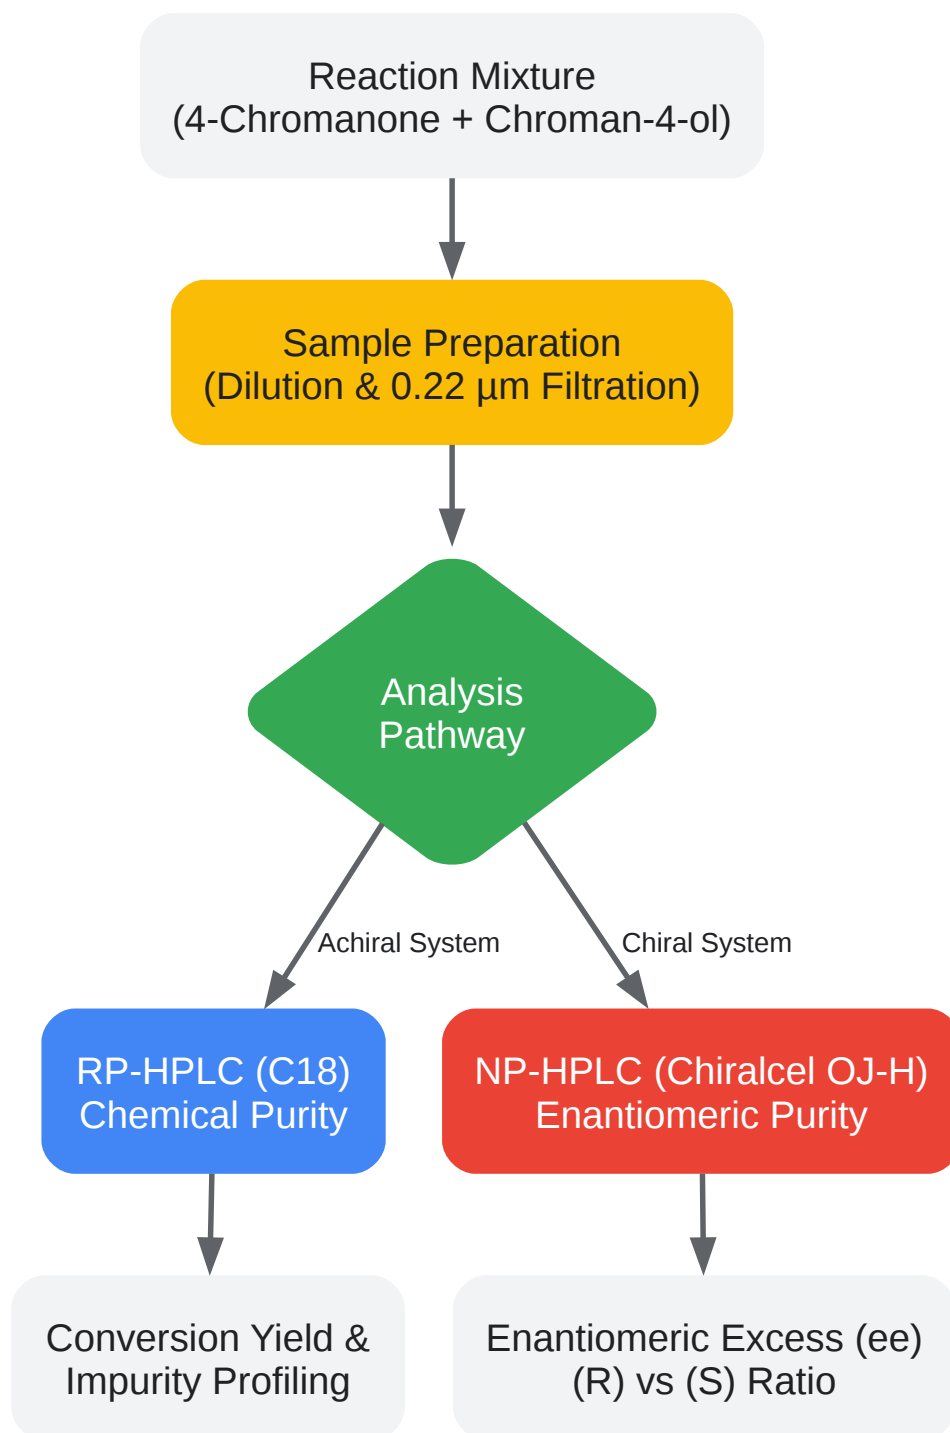 Reaction Mixture
(4-Chromanone + Chroman-4-ol)
Sample Preparation
(Dilution & 0.22 µm Filtration)
Analysis
Pathway
Achiral System
Chiral System
RP-HPLC (C18)
Chemical Purity
NP-HPLC (Chiralcel OJ-H)
Enantiomeric Purity
Conversion Yield &
Impurity Profiling
Enantiomeric Excess (ee)
(R) vs (S) Ratio